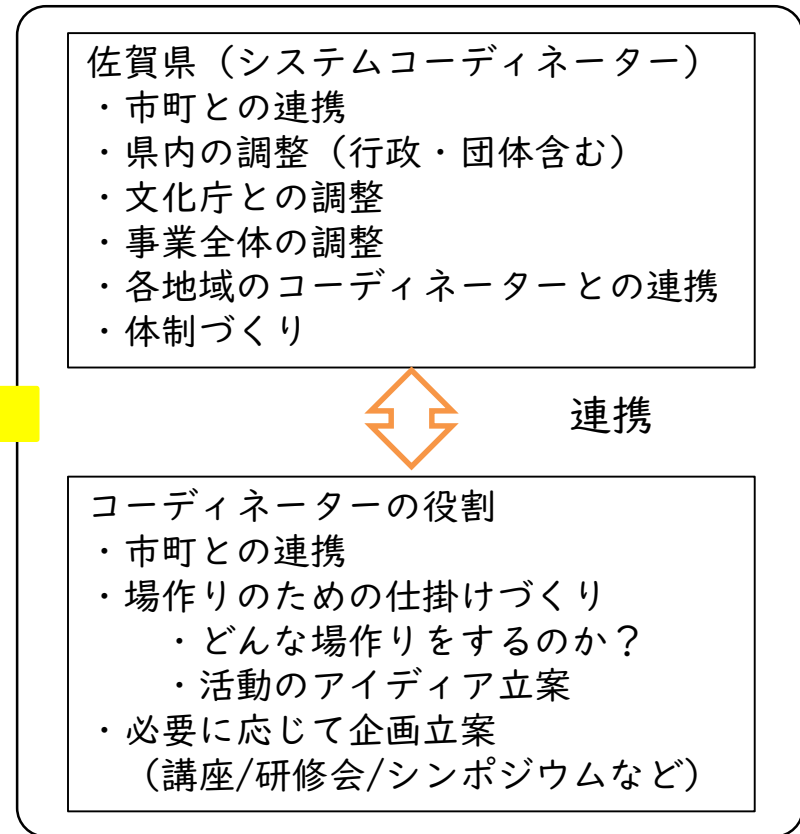 佐賀県（システムコーディネーター）
・市町との連携
・県内の調整（行政・団体含む）
・文化庁との調整
・事業全体の調整
・各地域のコーディネーターとの連携
・体制づくり
連携
コーディネーターの役割
・市町との連携
・場作りのための仕掛けづくり
・どんな場作りをするのか？
・活動のアイディア立案
・必要に応じて企画立案
（講座/研修会/シンポジウムなど）